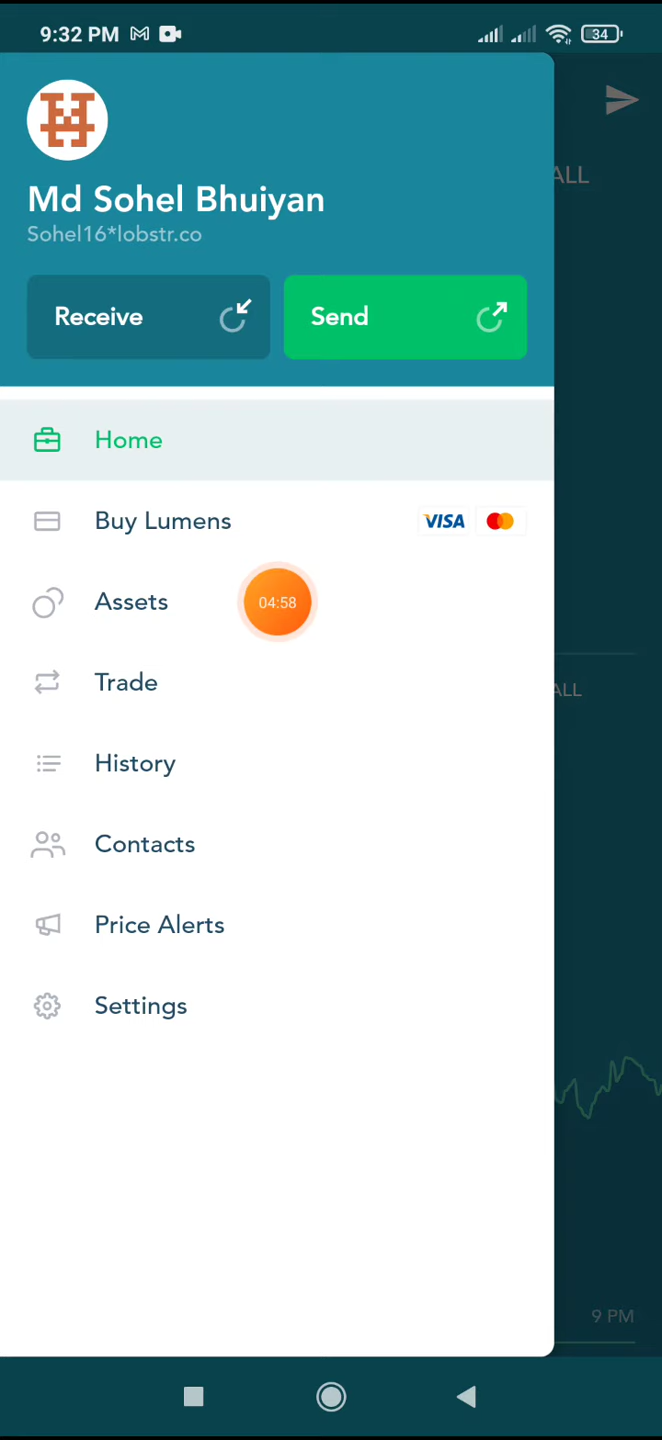 9:32 PM 34
ALL
Md Sohel Bhuiyan
Sohel16*lobstr.co
Receive Send
Home
Buy Lumens VISA
Assets 04:58
Trade ALL
History
Contacts
Price Alerts
Settings
9 PM